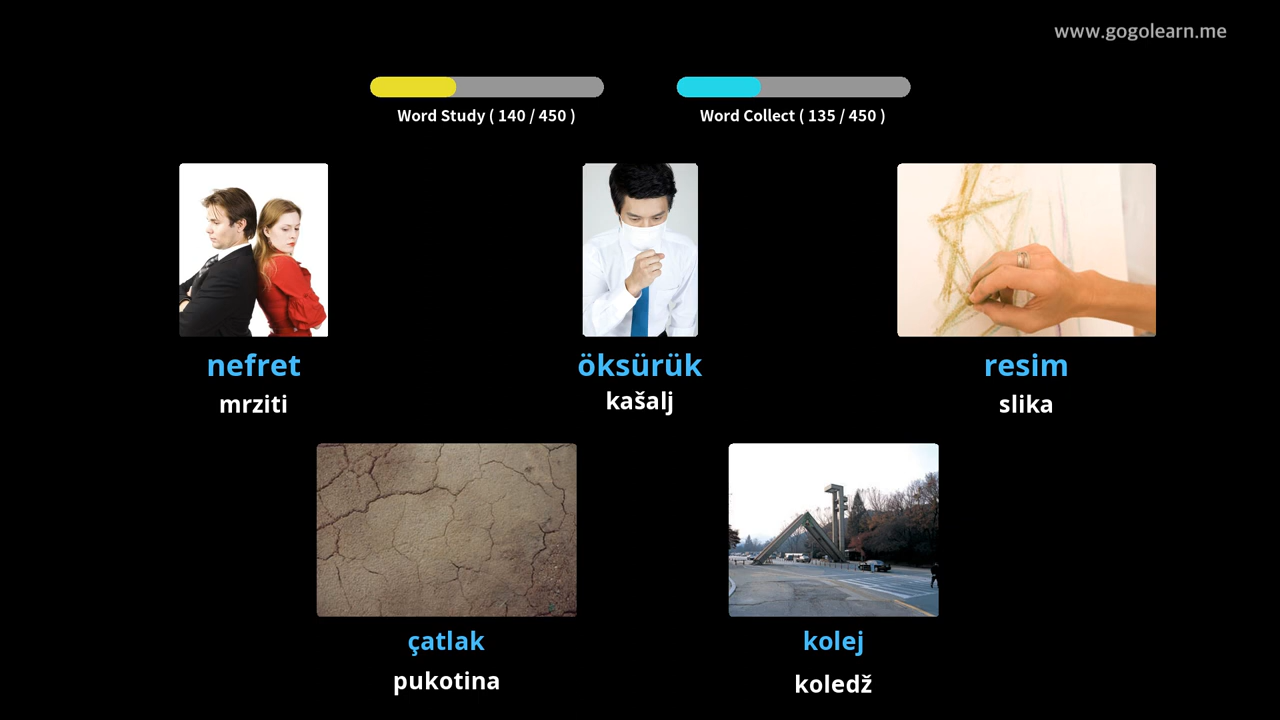 www.gogolearn.me
Word Study ( 140 / 450 )
Word Collect ( 135 / 450 )
nefret
mrziti
öksürük
kašalj
resim
slika
çatlak
pukotina
kolej
koledž